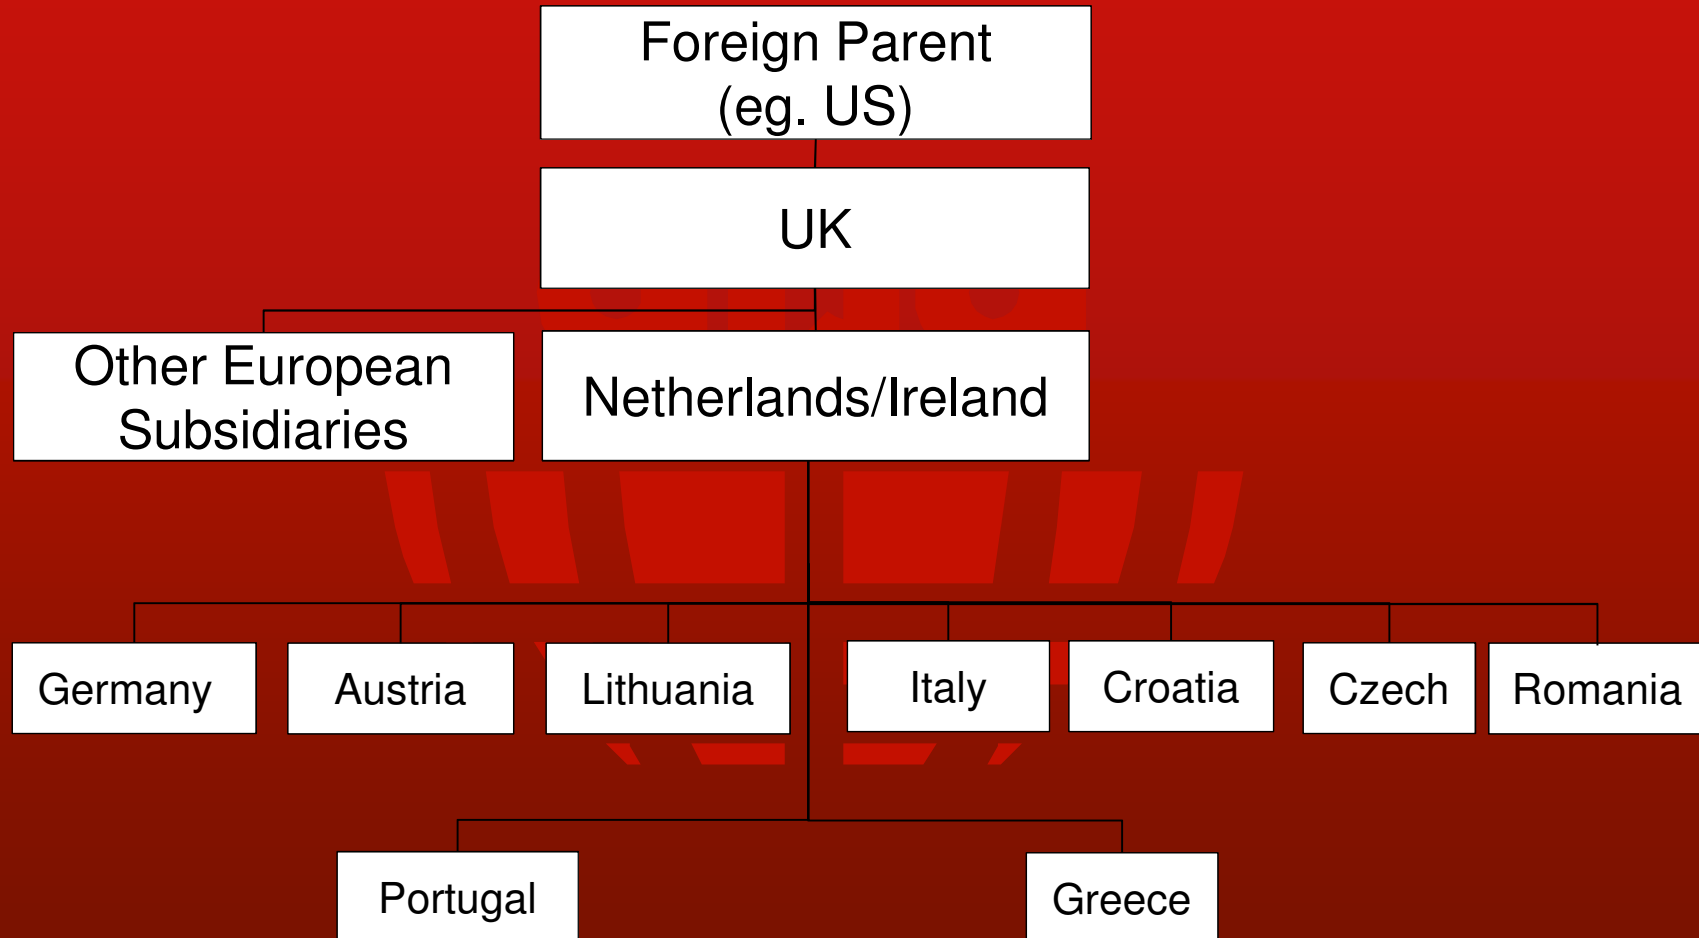 Foreign Parent
(eg. US)
UK
Other European
Subsidiaries
Netherlands/Ireland
Germany
Austria
Lithuania
Italy
Croatia
Czech
Romania
Portugal
Greece